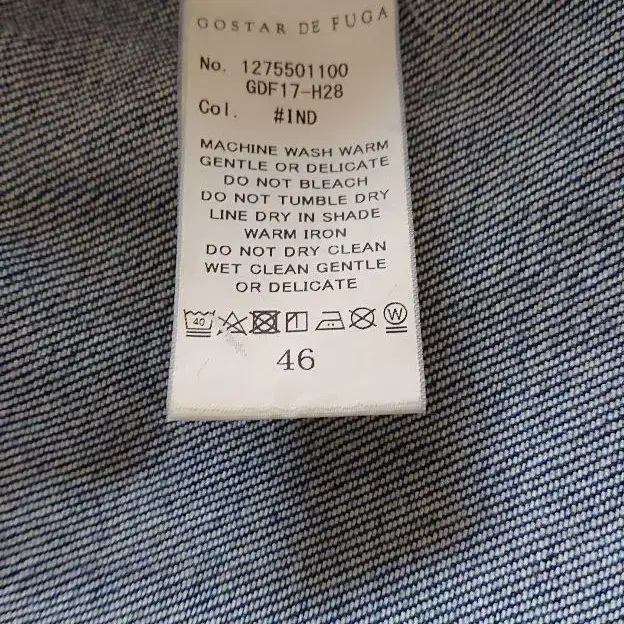 GOSTAR DE FUGA
No. 1275501100
GDF17-H28
Col. #IND
MACHINE WASH WARM
GENTLE OR DELICATE
DO NOT BLEACH
DO NOT TUMBLE DRY
LINE DRY IN SHADE
WARM IRON
DO NOT DRY CLEAN
WET CLEAN GENTLE
OR DELICATE
40 W
46